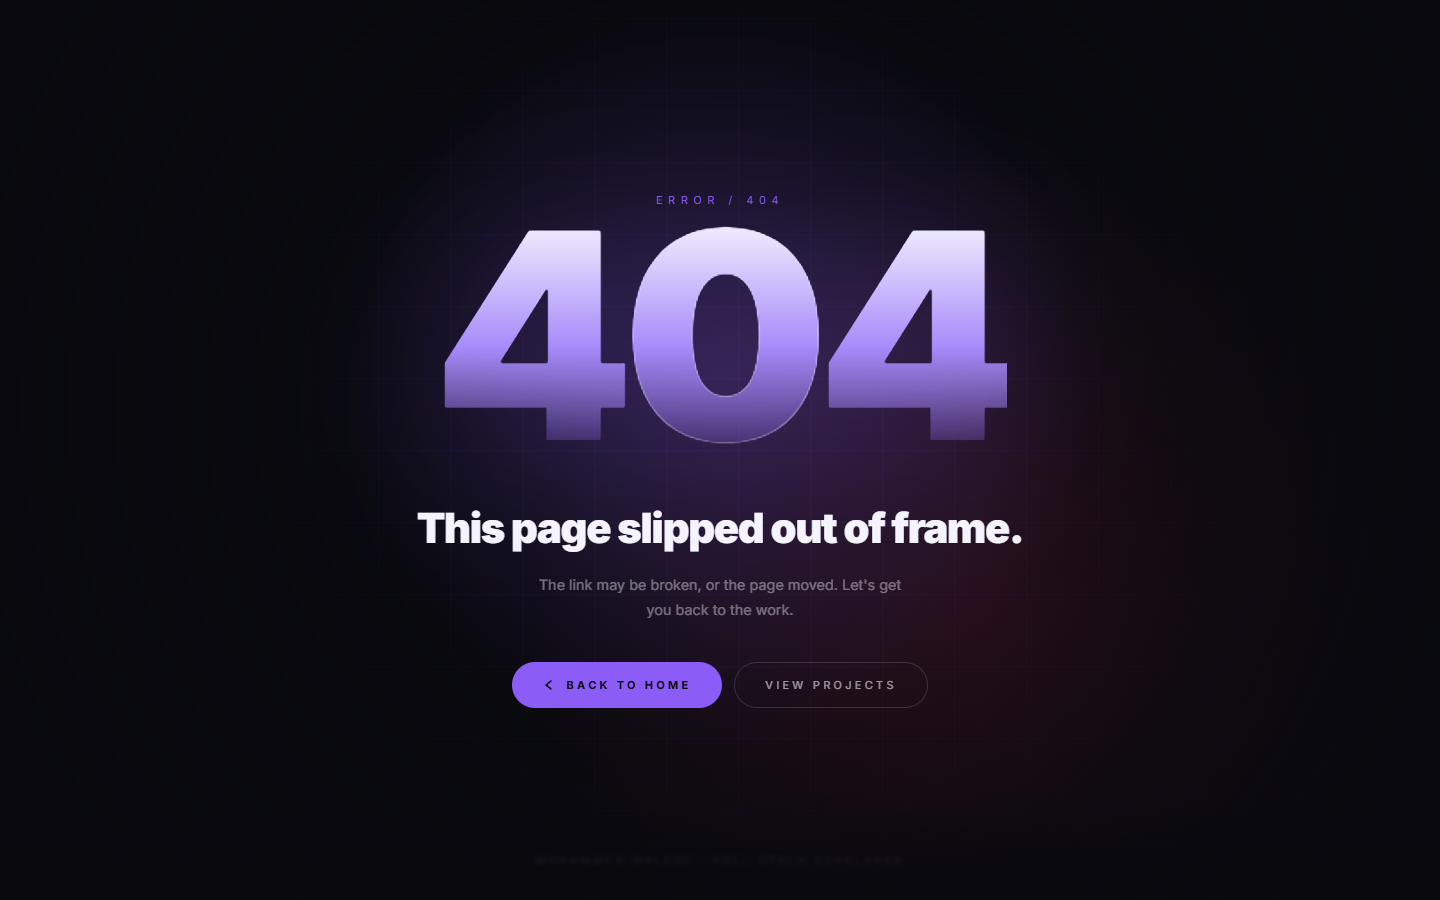 ERROR / 404
404
This page slipped out of frame.
The link may be broken, or the page moved. Let's get
you back to the work.
BACK TO HOME
VIEW PROJECTS